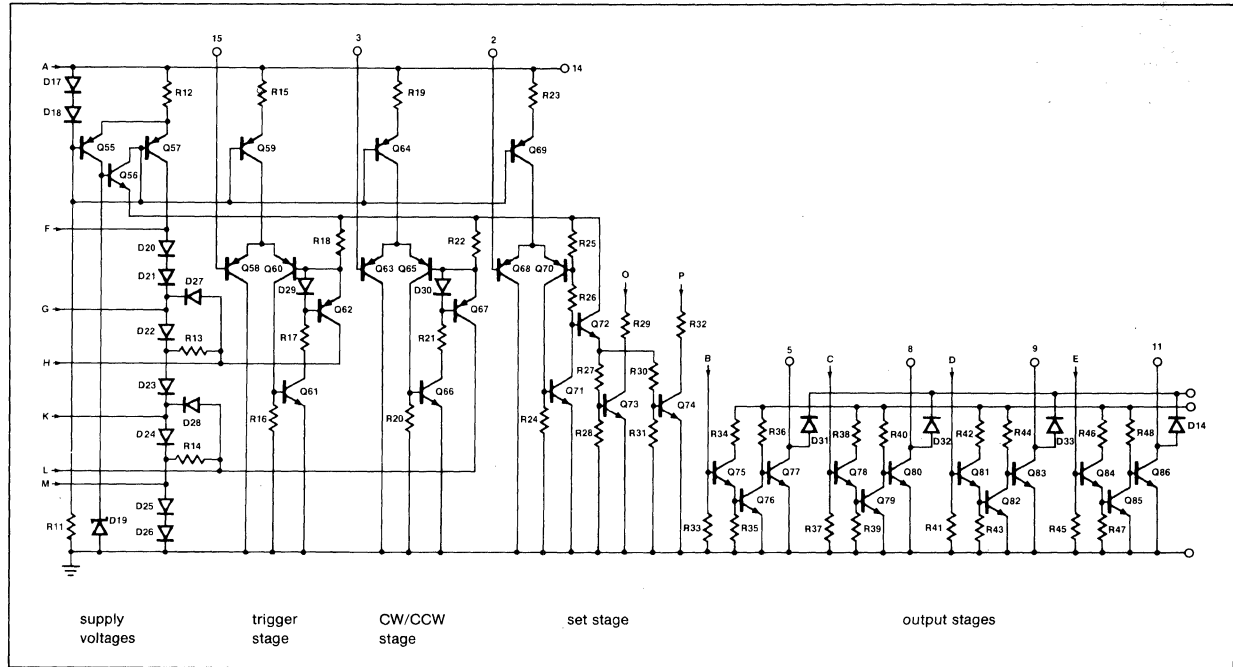 15
3
2
A
14
D17
R12
R15
R19
R23
D18
Q55
Q57
Q59
Q64
Q69
Q56
F
D20
R18
R22
R25
D21
D27
Q58
Q60
Q63
Q65
Q68
Q70
O
P
D29
D30
R26
G
Q62
Q67
D22
R13
R17
R21
Q72
R29
R32
H
B
5
C
8
D
9
E
11
D23
R27
R30
K
D28
Q61
Q66
Q71
Q73
Q74
D24
R16
R20
R24
R28
R31
R34
R36
D31
R38
R40
D32
R42
R44
D33
R46
R48
D14
R14
L
Q75
Q77
Q78
Q80
Q81
Q83
Q84
Q86
M
Q76
Q79
Q82
Q85
R11
D19
D25
D26
R33
R35
R37
R39
R41
R43
R45
R47
supply voltages
trigger stage
CW/CCW stage
set stage
output stages